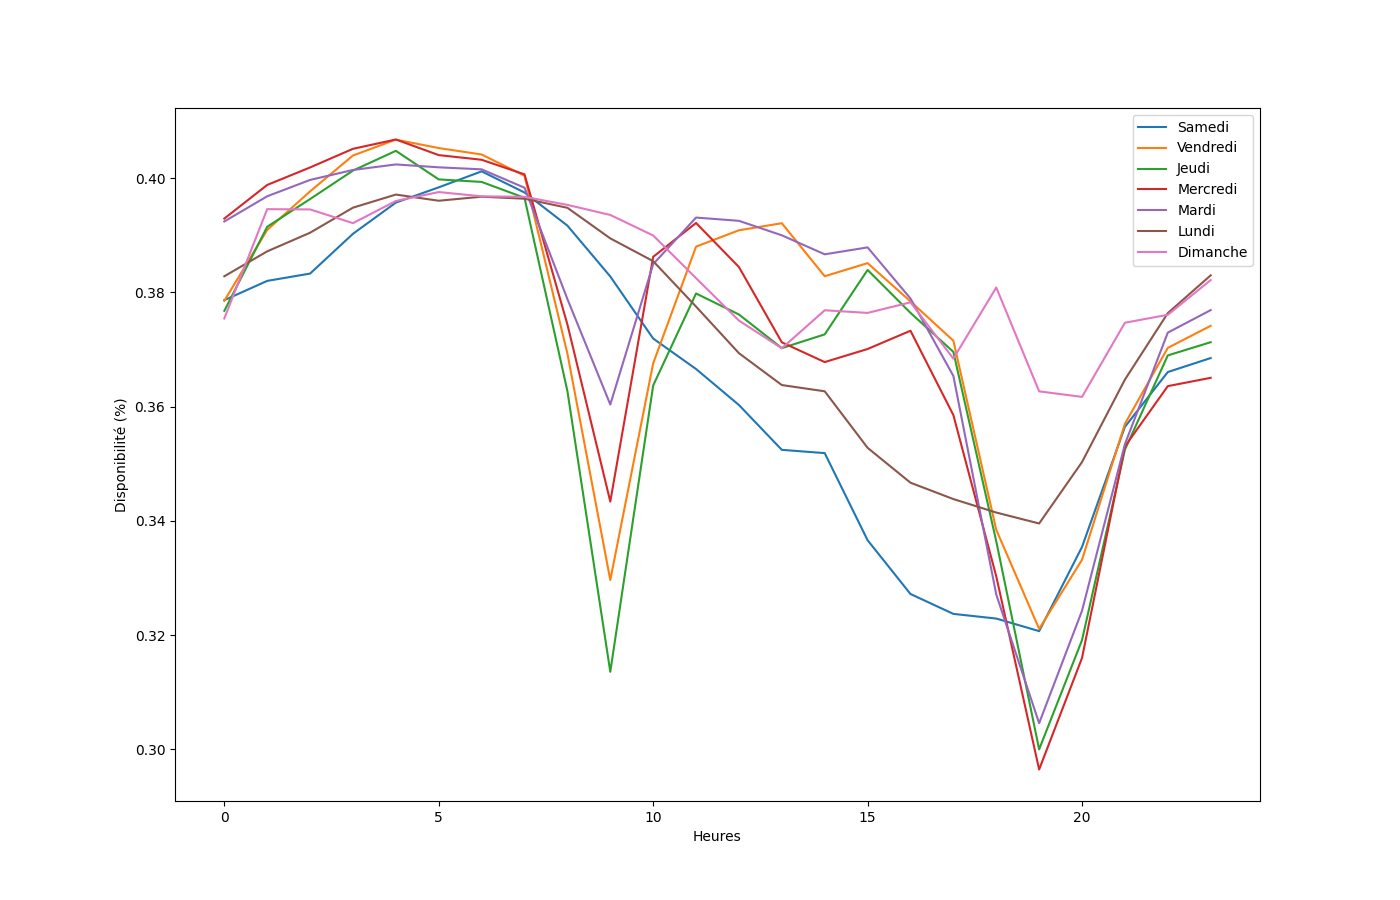 Samedi
Vendredi
Jeudi
Mercredi
Mardi
Lundi
Dimanche
0.40
0.38
0.36
0.34
0.32
0.30
Disponibilité (%)
0 5 10 15 20
Heures